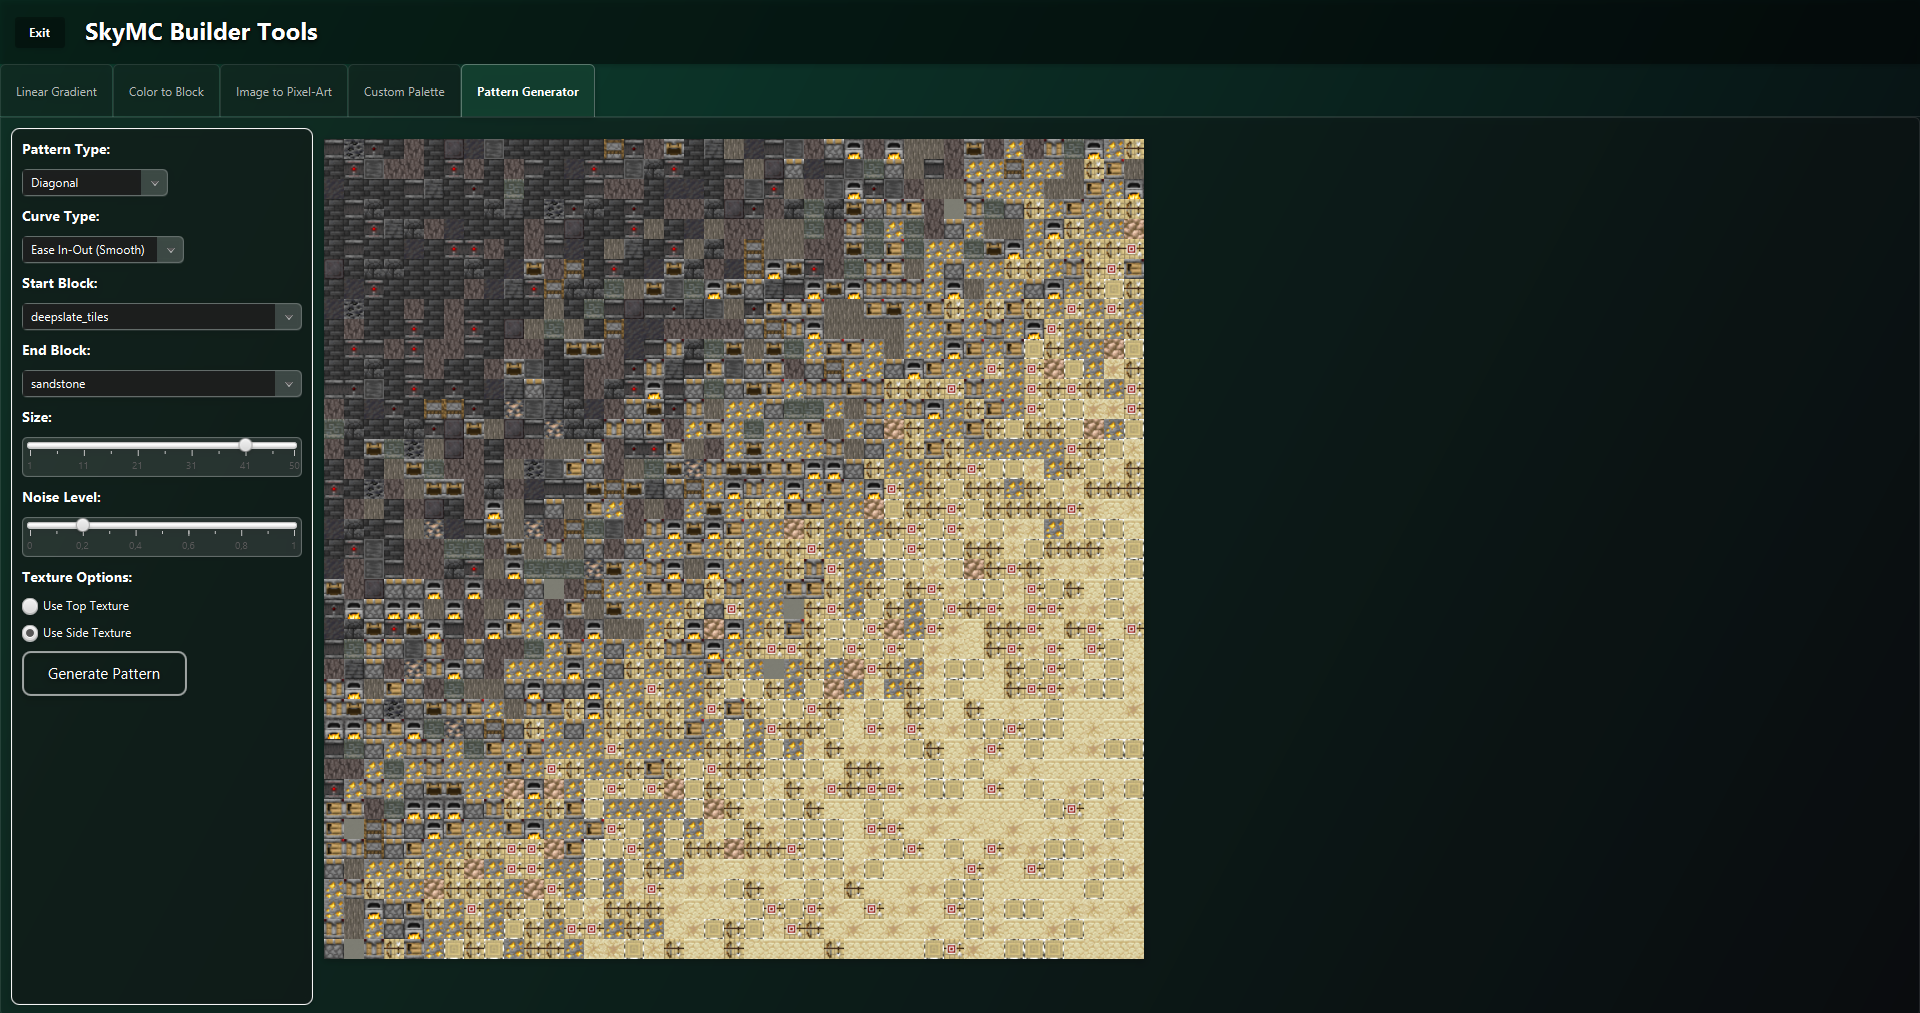 Exit
SkyMC Builder Tools
Linear Gradient
Color to Block
Image to Pixel-Art
Custom Palette
Pattern Generator
Pattern Type:
Diagonal
Curve Type:
Ease In-Out (Smooth)
Start Block:
deepslate_tiles
End Block:
sandstone
Size:
1 11 21 31 41 50
Noise Level:
0 0,2 0,4 0,6 0,8 1
Texture Options:
Use Top Texture
Use Side Texture
Generate Pattern